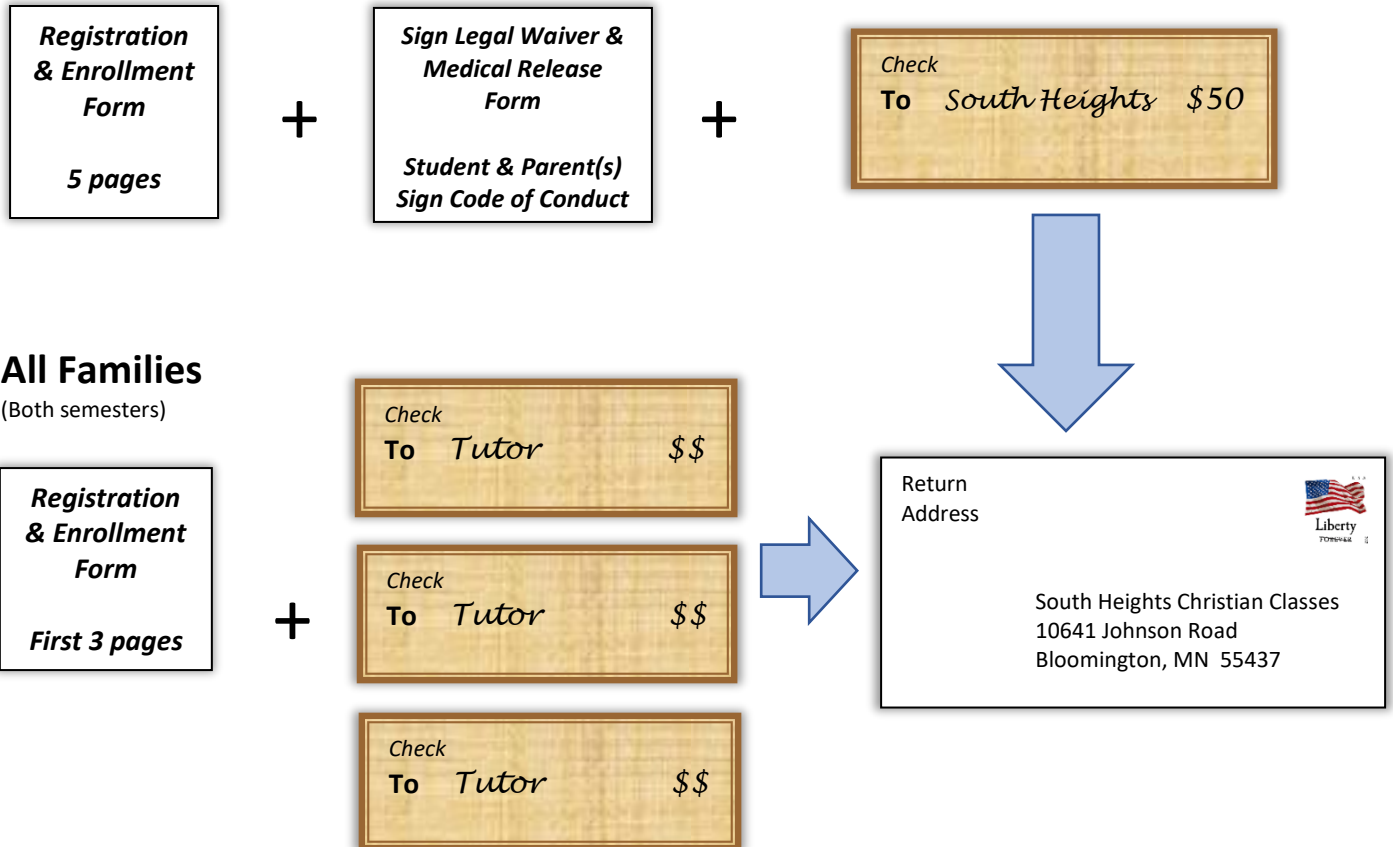 Registration
& Enrollment
Form
5 pages
+
Sign Legal Waiver &
Medical Release
Form
Student & Parent(s)
Sign Code of Conduct
+
Check
To South Heights $50
All Families
(Both semesters)
Registration
& Enrollment
Form
First 3 pages
+
Check
To Tutor $$
Check
To Tutor $$
Check
To Tutor $$
Return
Address
Liberty
FOREVER
South Heights Christian Classes
10641 Johnson Road
Bloomington, MN 55437